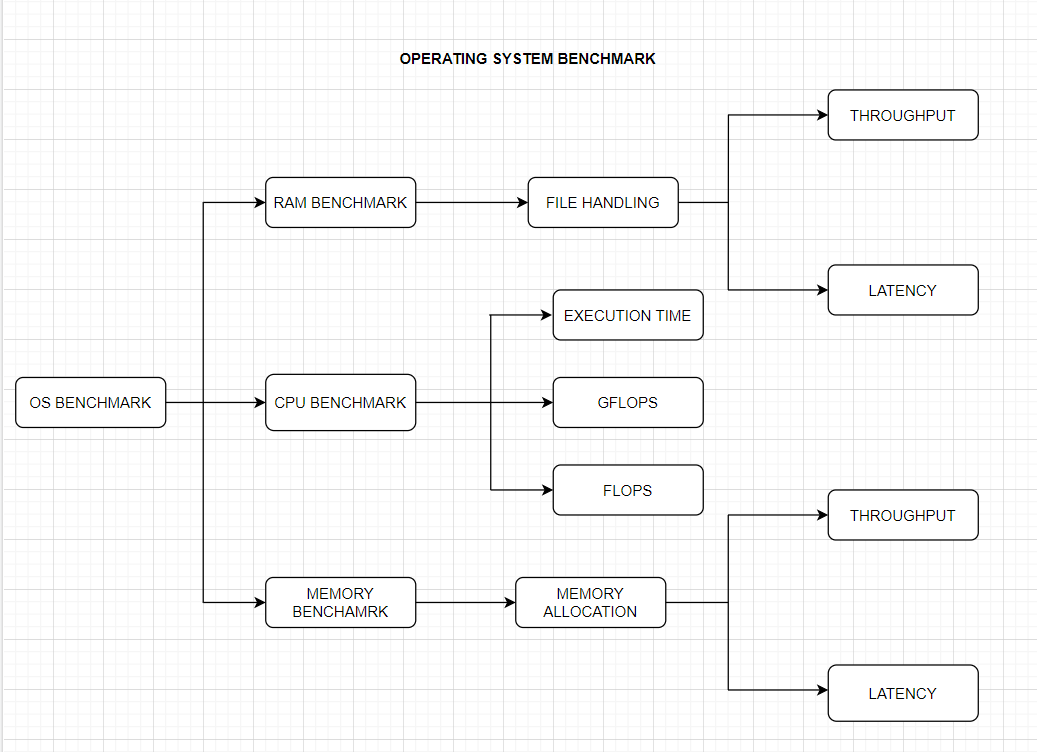 OPERATING SYSTEM BENCHMARK
THROUGHPUT
RAM BENCHMARK
FILE HANDLING
LATENCY
EXECUTION TIME
OS BENCHMARK
CPU BENCHMARK
GFLOPS
FLOPS
THROUGHPUT
MEMORY
BENCHAMRK
MEMORY
ALLOCATION
LATENCY